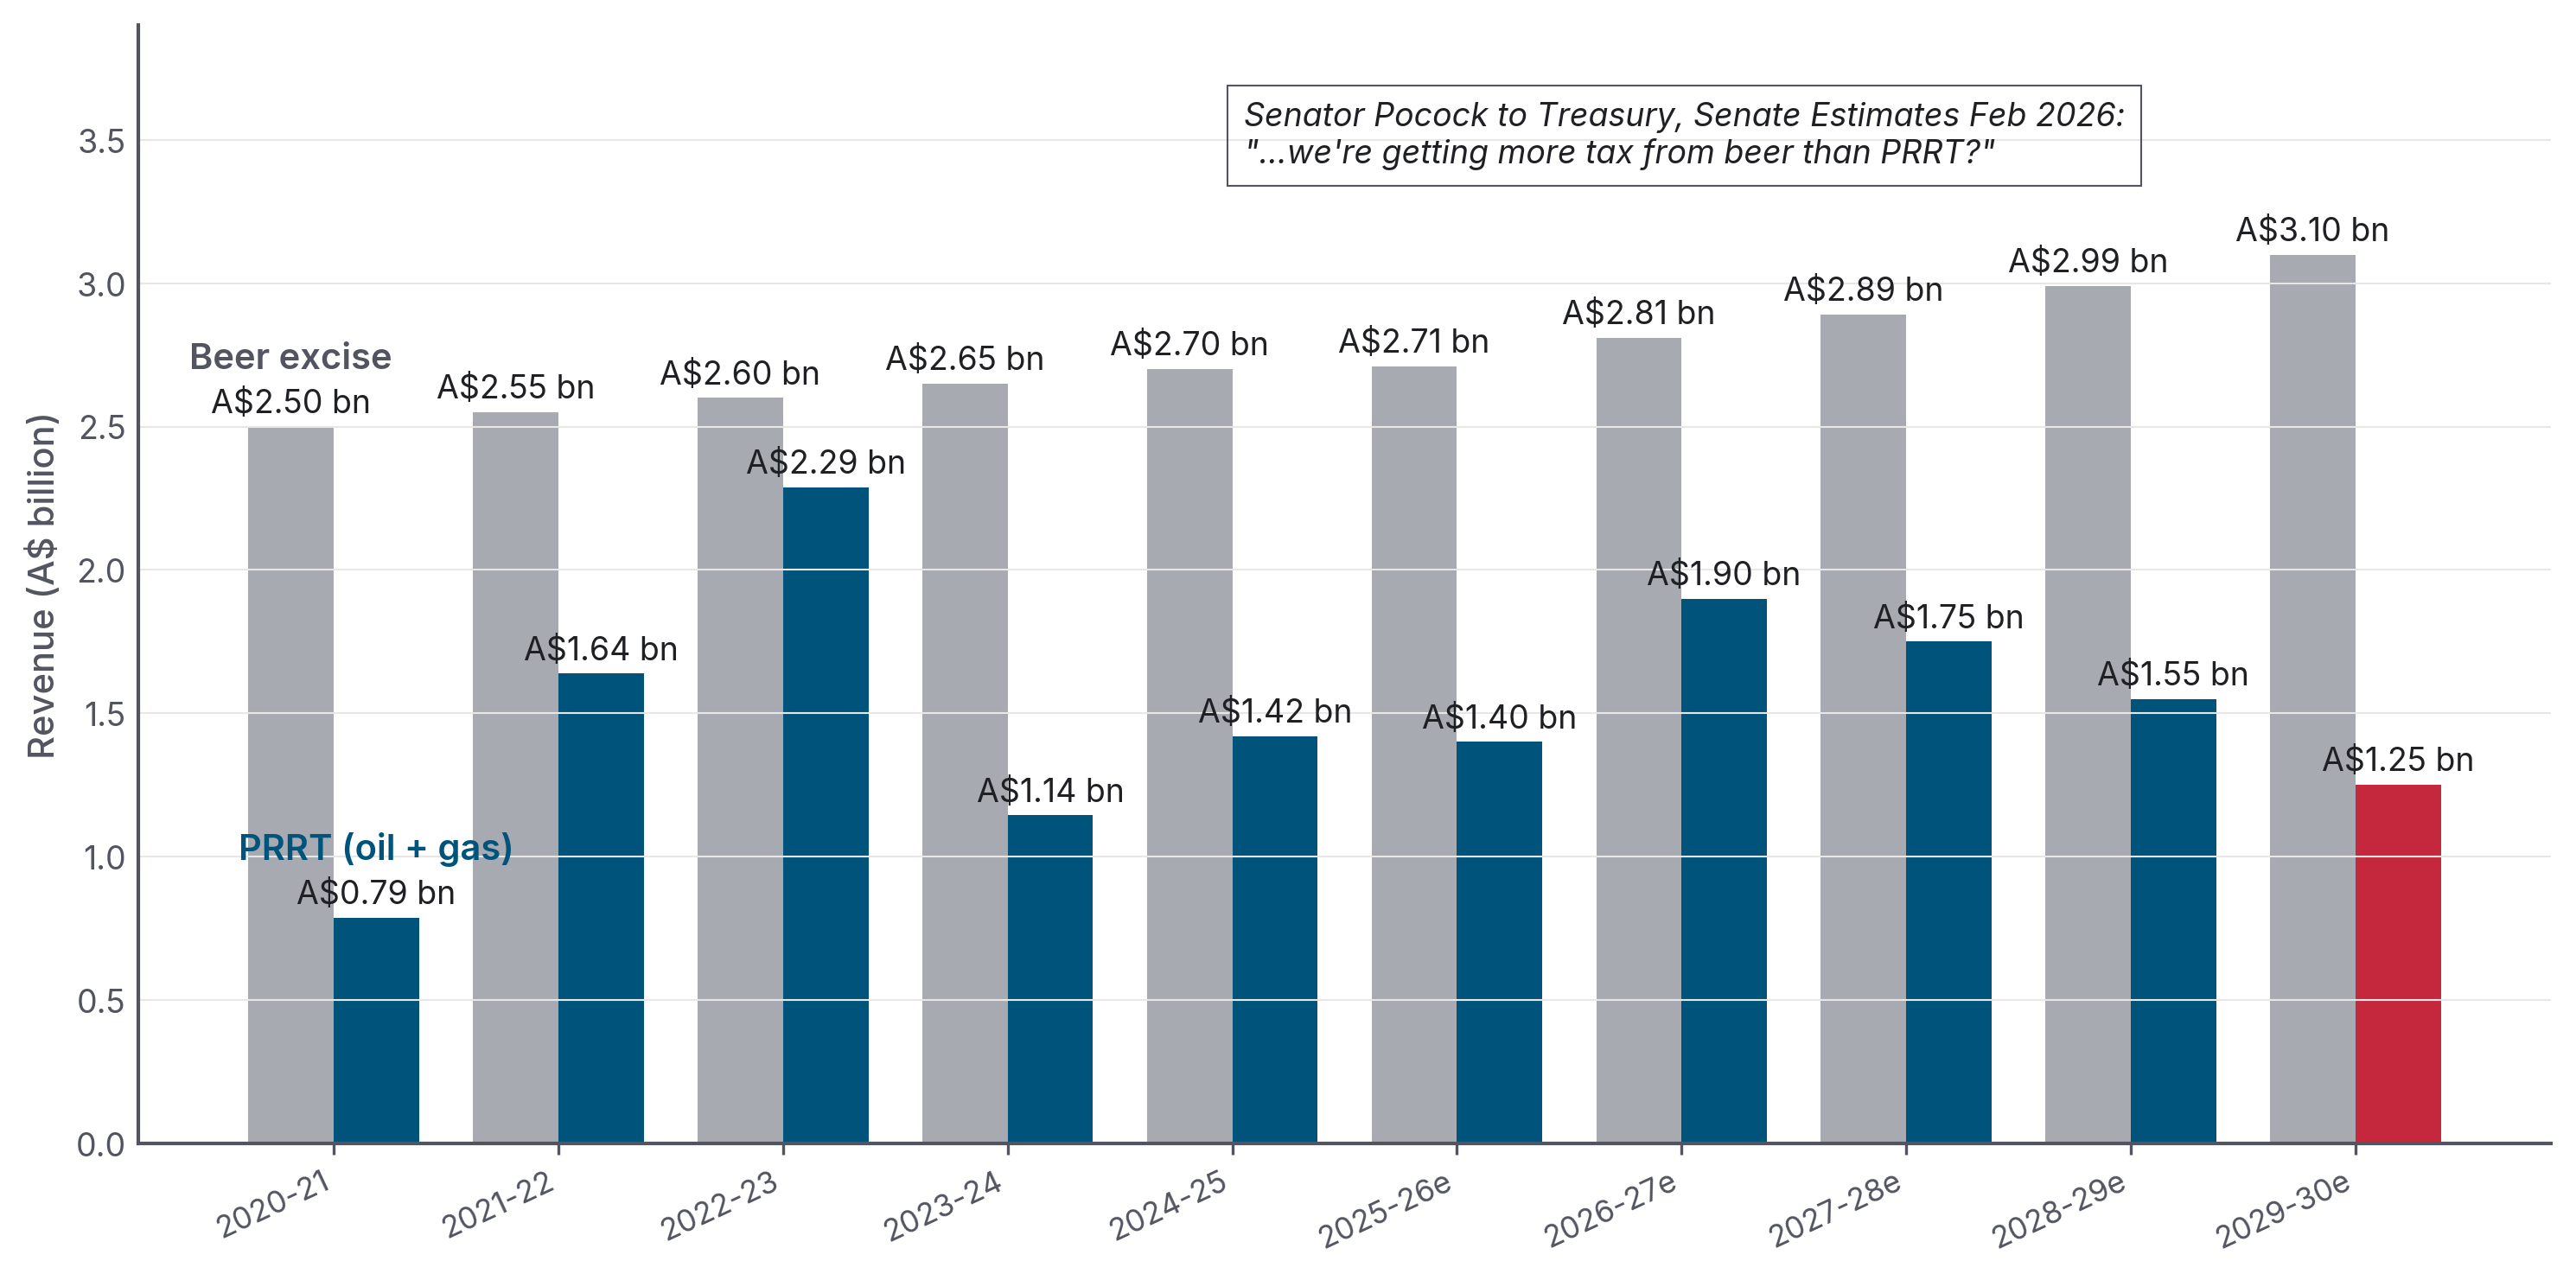 Senator Pocock to Treasury, Senate Estimates Feb 2026:
"...we're getting more tax from beer than PRRT?"
Revenue (A$ billion)
3.5
3.0
2.5
2.0
1.5
1.0
0.5
0.0
Beer excise
A$2.50 bn
A$2.55 bn
A$2.60 bn
A$2.65 bn
A$2.70 bn
A$2.71 bn
A$2.81 bn
A$2.89 bn
A$2.99 bn
A$3.10 bn
PRRT (oil + gas)
A$0.79 bn
A$1.64 bn
A$2.29 bn
A$1.14 bn
A$1.42 bn
A$1.40 bn
A$1.90 bn
A$1.75 bn
A$1.55 bn
A$1.25 bn
2020-21
2021-22
2022-23
2023-24
2024-25
2025-26e
2026-27e
2027-28e
2028-29e
2029-30e